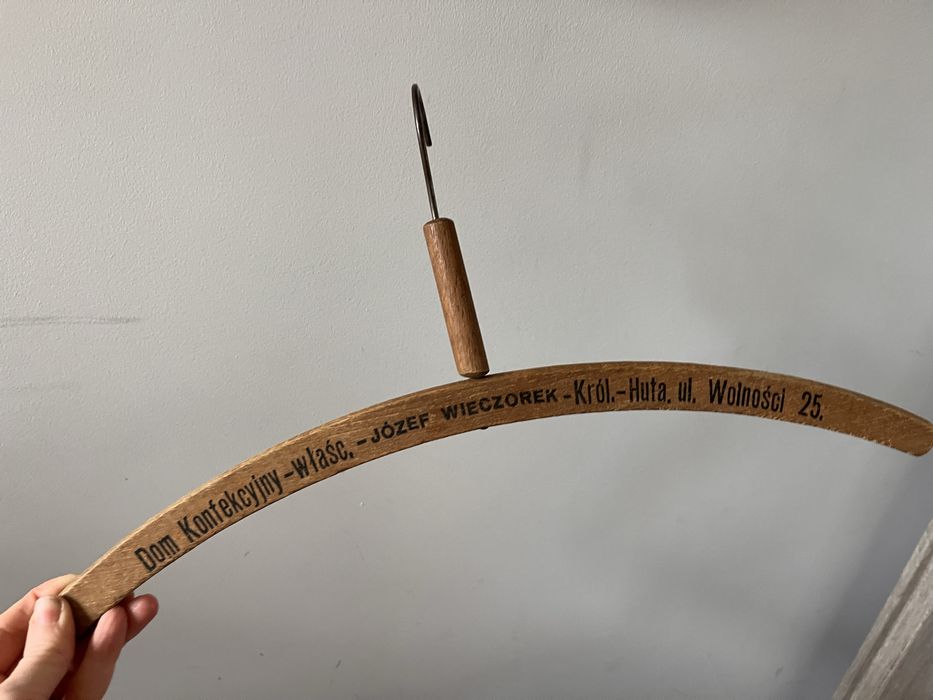 Dom Konfekcyjny-właśc. - JÓZEF WIECZOREK - Król.-Huta. ul. Wolności 25.